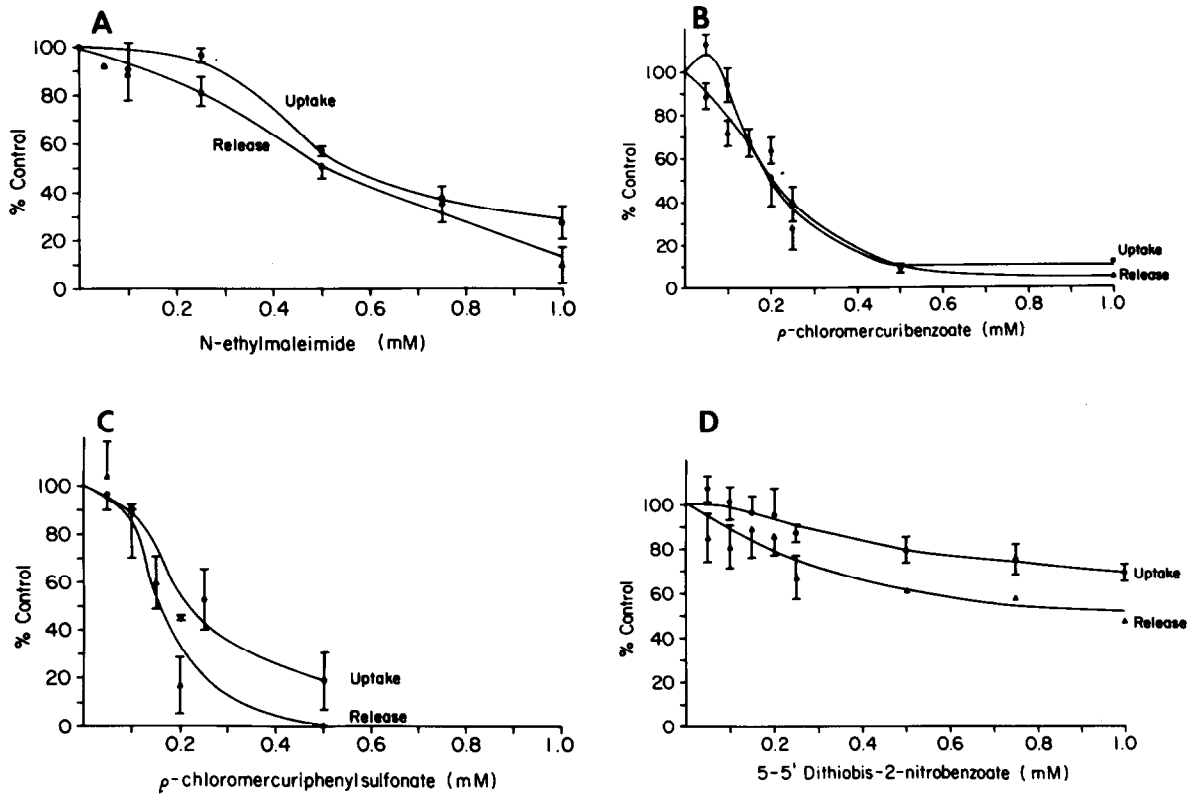 A
% Control
100
80
60
40
20
0
Uptake
Release
0.2
0.4
0.6
0.8
1.0
N-ethylmaleimide (mM)
B
% Control
100
80
60
40
20
0
Uptake
Release
0.2
0.4
0.6
0.8
1.0
ρ-chloromercuribenzoate (mM)
C
% Control
100
80
60
40
20
0
Uptake
Release
0.2
0.4
0.6
0.8
1.0
ρ-chloromercuriphenylsulfonate (mM)
D
% Control
100
80
60
40
20
0
Uptake
Release
0.2
0.4
0.6
0.8
1.0
5-5' Dithiobis-2-nitrobenzoate (mM)